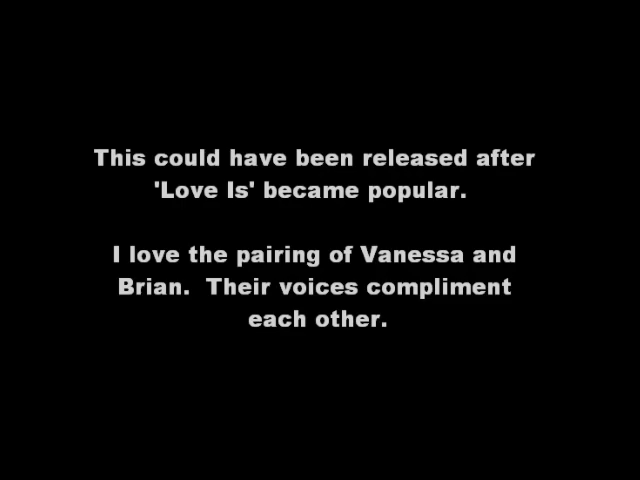 This could have been released after
'Love Is' became popular.
I love the pairing of Vanessa and
Brian.  Their voices compliment
each other.